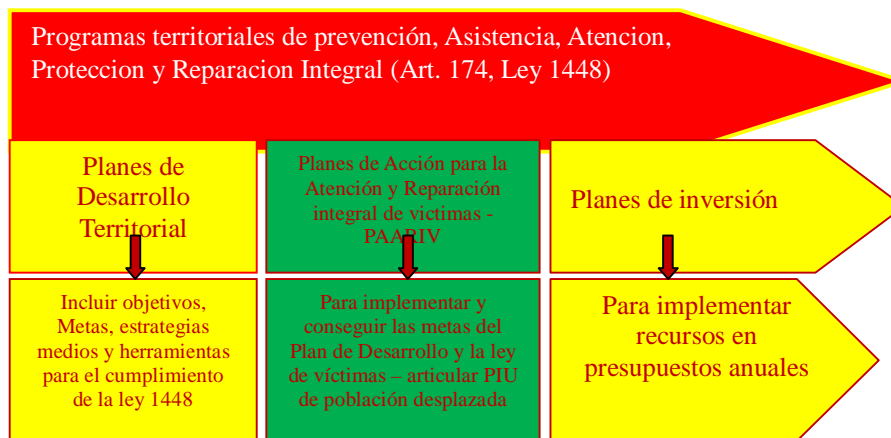 Programas territoriales de prevención, Asistencia, Atencion,
Proteccion y Reparacion Integral (Art. 174, Ley 1448)
Planes de
Desarrollo
Territorial
Planes de Acción para la
Atención y Reparación
integral de victimas -
PAARIV
Planes de inversión
Incluir objetivos,
Metas, estrategias
medios y herramientas
para el cumplimiento
de la ley 1448
Para implementar y
conseguir las metas del
Plan de Desarrollo y la ley
de víctimas – articular PIU
de población desplazada
Para implementar
recursos en
presupuestos anuales